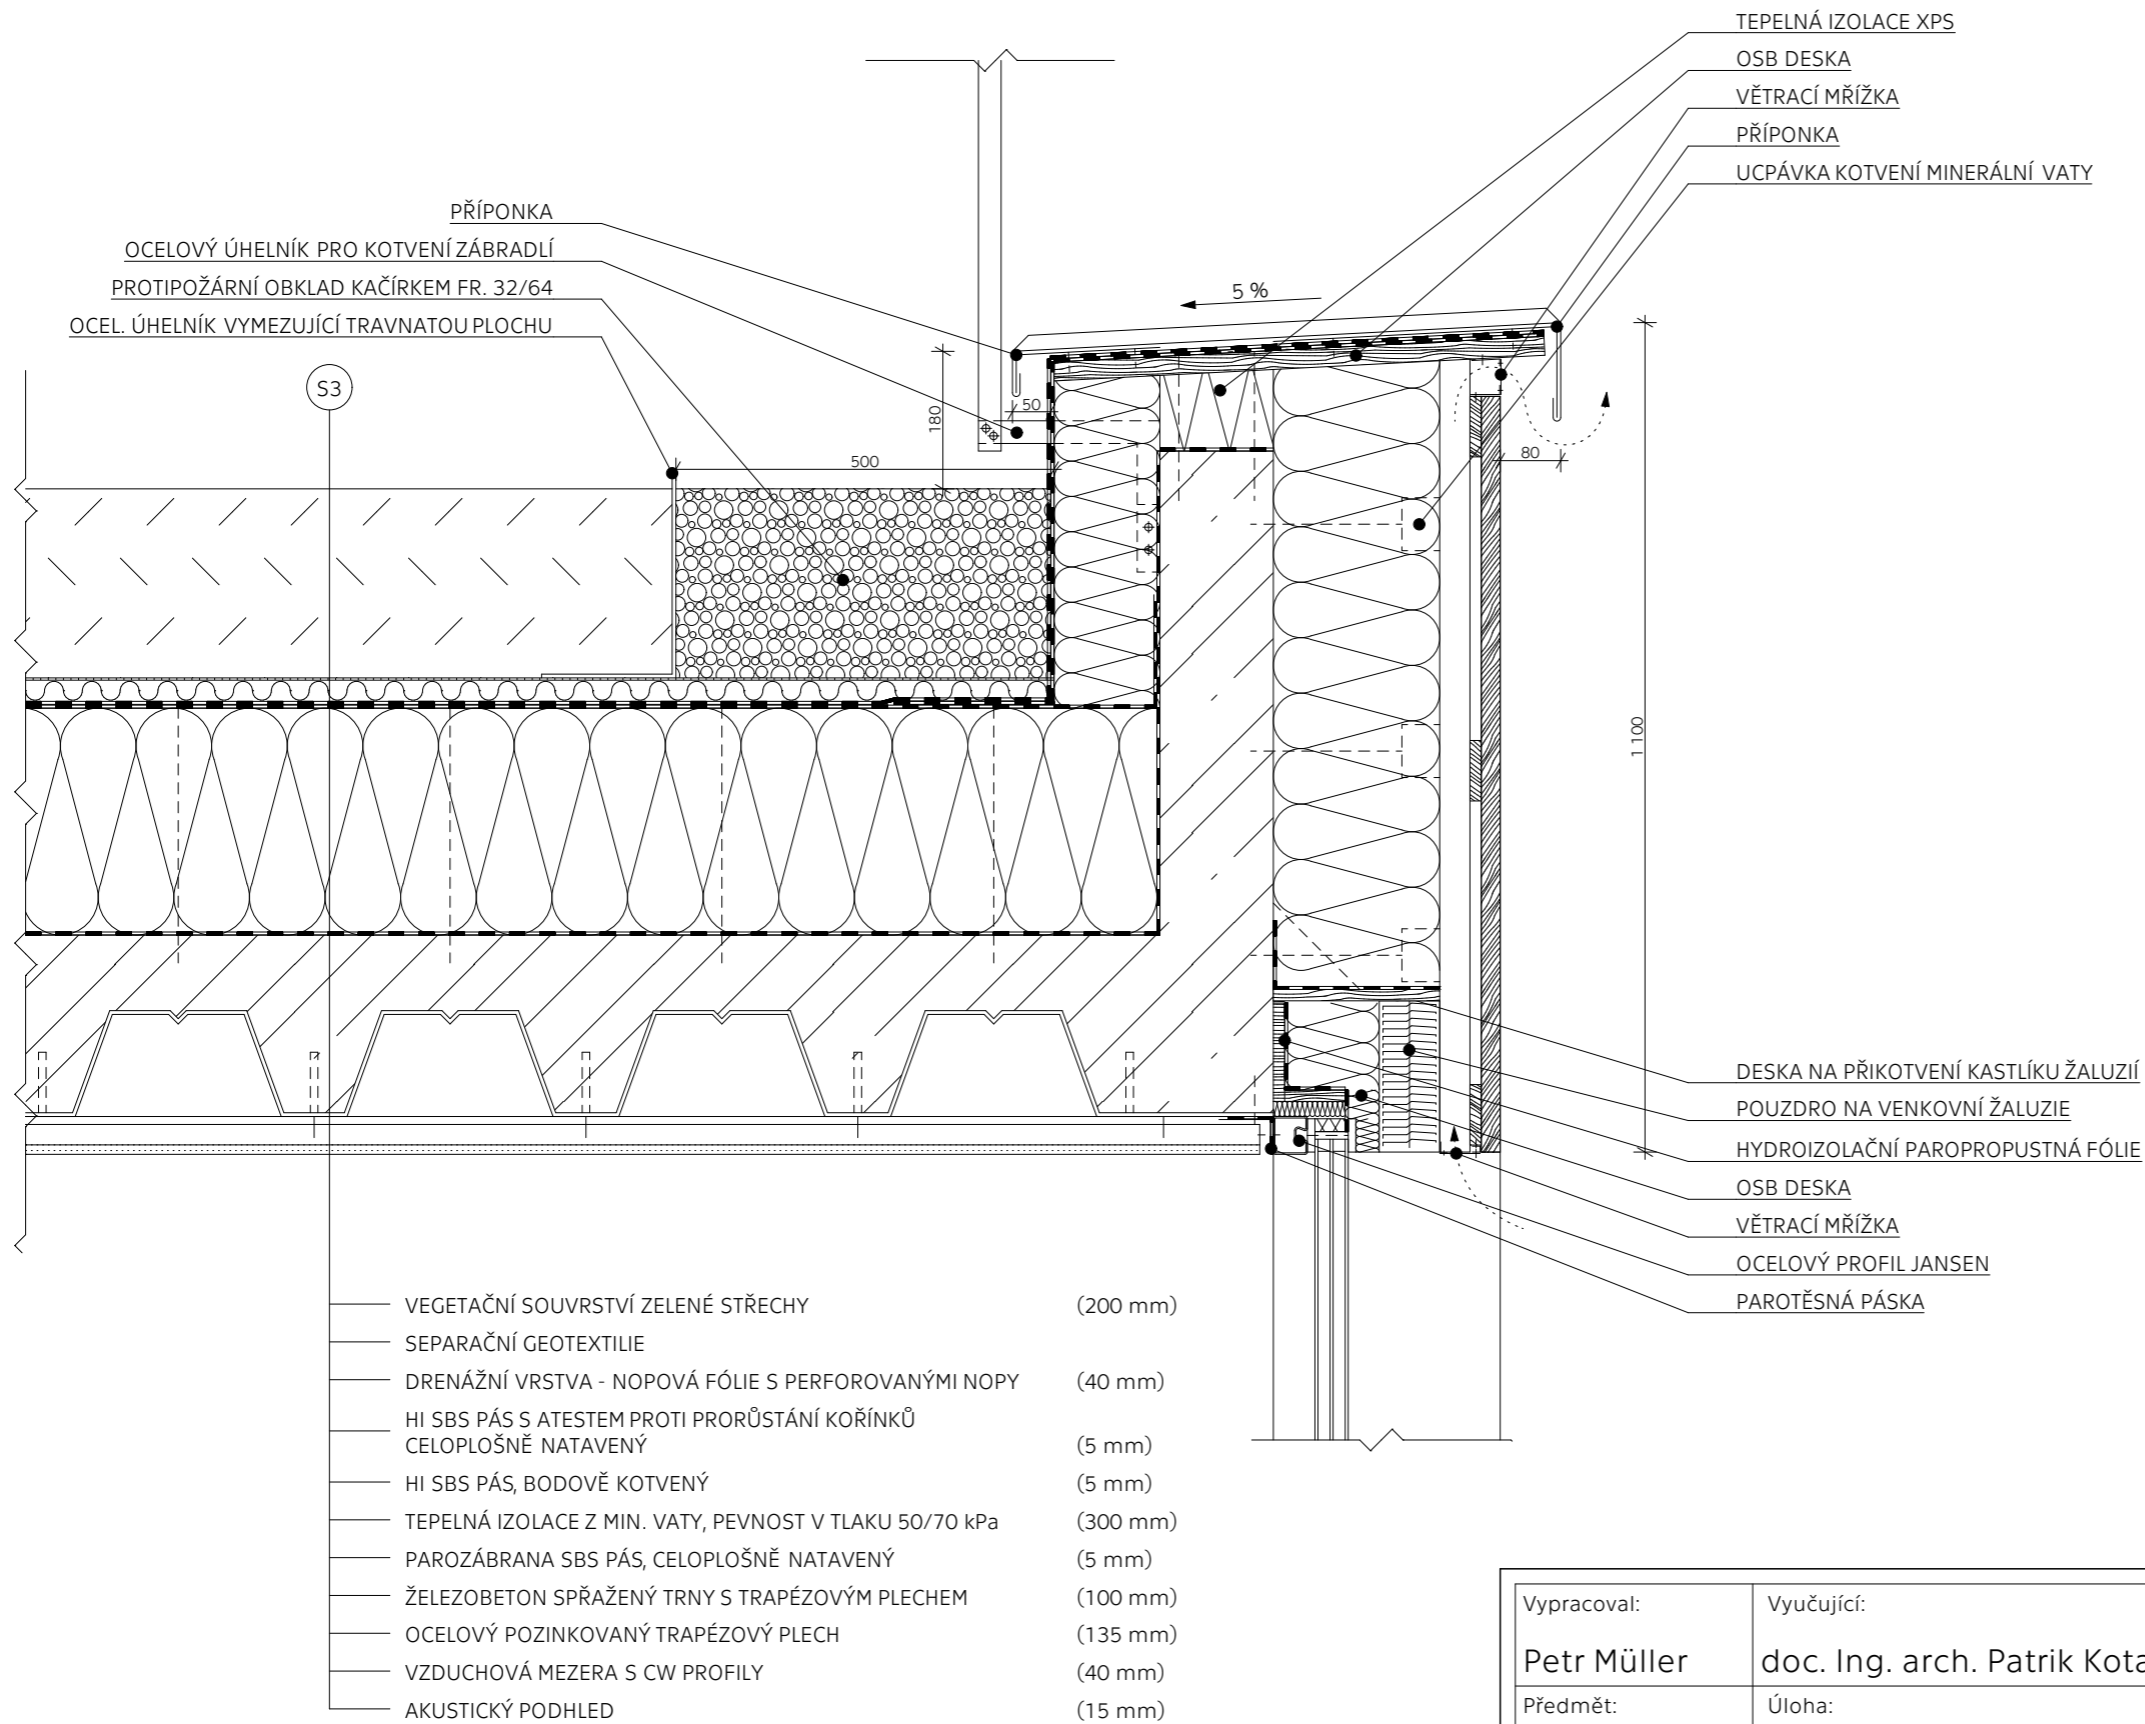 TEPELNÁ IZOLACE XPS
OSB DESKA
VĚTRACÍ MŘÍŽKA
PŘÍPONKA
UCPÁVKA KOTVENÍ MINERÁLNÍ VATY
PŘÍPONKA
OCELOVÝ ÚHELNÍK PRO KOTVENÍ ZÁBRADLÍ
PROTIPOŽÁRNÍ OBKLAD KAČÍRKEM FR. 32/64
OCEL. ÚHELNÍK VYMEZUJÍCÍ TRAVNATOU PLOCHU
5 %
S3
50
180
500
80
1 100
DESKA NA PŘIKOTVENÍ KASTLÍKU ŽALUZIÍ
POUZDRO NA VENKOVNÍ ŽALUZIE
HYDROIZOLAČNÍ PAROPROPUSTNÁ FÓLIE
OSB DESKA
VĚTRACÍ MŘÍŽKA
OCELOVÝ PROFIL JANSEN
PAROTĚSNÁ PÁSKA
VEGETAČNÍ SOUVRSTVÍ ZELENÉ STŘECHY (200 mm)
SEPARAČNÍ GEOTEXTILIE
DRENÁŽNÍ VRSTVA - NOPOVÁ FÓLIE S PERFOROVANÝMI NOPY (40 mm)
HI SBS PÁS S ATESTEM PROTI PRORŮSTÁNÍ KOŘÍNKŮ
CELOPLOŠNĚ NATAVENÝ (5 mm)
HI SBS PÁS, BODOVĚ KOTVENÝ (5 mm)
TEPELNÁ IZOLACE Z MIN. VATY, PEVNOST V TLAKU 50/70 kPa (300 mm)
PAROZÁBRANA SBS PÁS, CELOPLOŠNĚ NATAVENÝ (5 mm)
ŽELEZOBETON SPŘAŽENÝ TRNY S TRAPÉZOVÝM PLECHEM (100 mm)
OCELOVÝ POZINKOVANÝ TRAPÉZOVÝ PLECH (135 mm)
VZDUCHOVÁ MEZERA S CW PROFILY (40 mm)
AKUSTICKÝ PODHLED (15 mm)
Vypracoval:
Vyučující:
Petr Müller
doc. Ing. arch. Patrik Kota
Předmět:
Úloha: